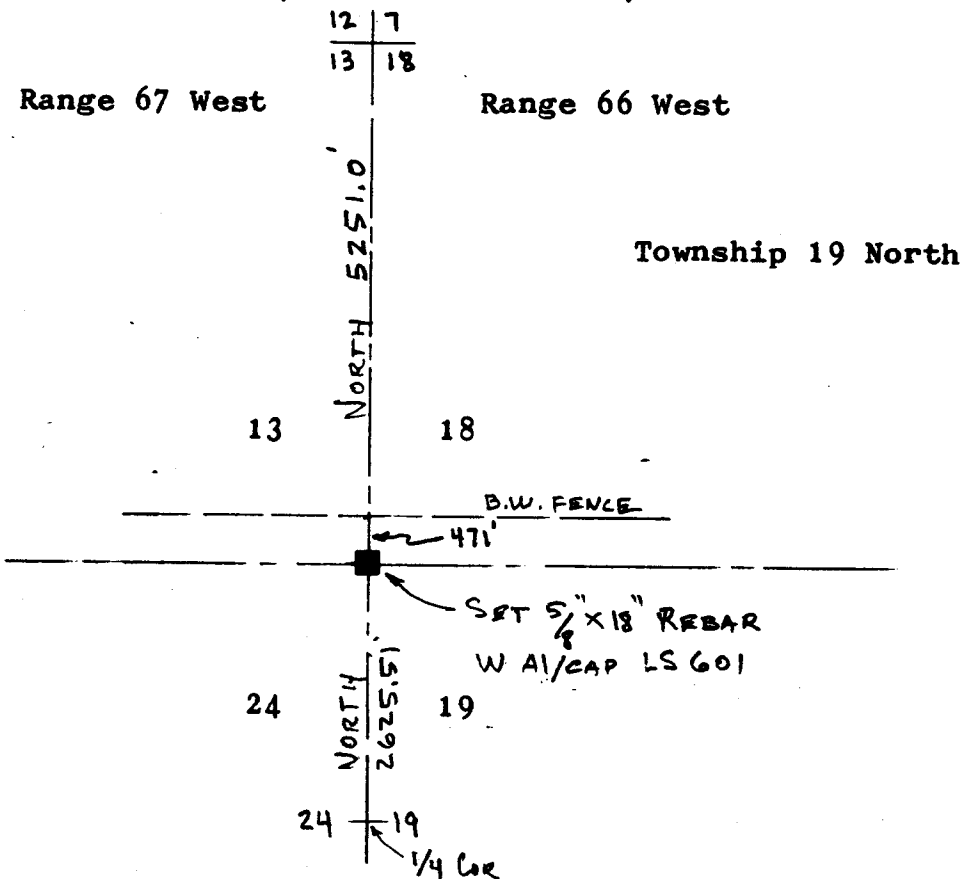 12 7
13 18
Range 67 West Range 66 West
NORTH 5251.0'
Township 19 North
13 18
B.W. FENCE
471'
SET 5/8" x 18" REBAR
W Al/CAP LS 601
24 19
NORTH
2625.51'
24 19
1/4 COR